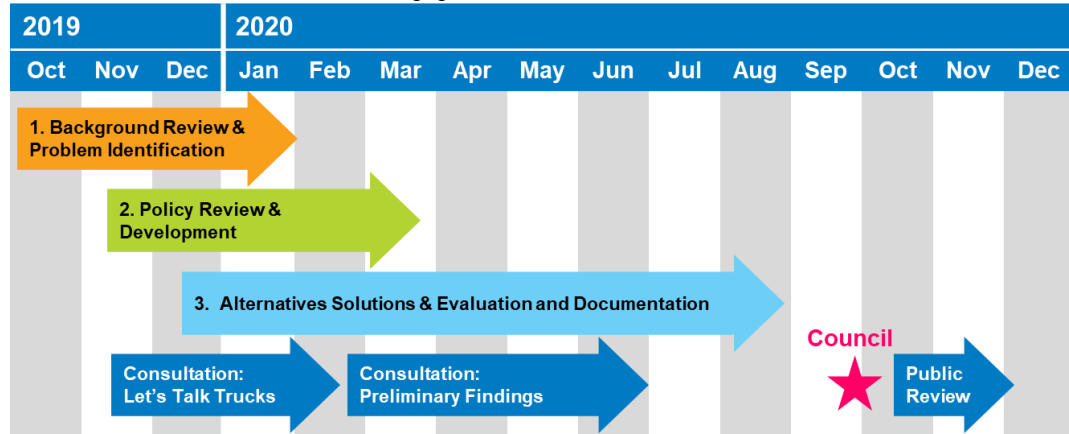 2019 2020
Oct Nov Dec Jan Feb Mar Apr May Jun Jul Aug Sep Oct Nov Dec
1. Background Review &
Problem Identification
2. Policy Review &
Development
3. Alternatives Solutions & Evaluation and Documentation
Council
Consultation:
Let's Talk Trucks
Consultation:
Preliminary Findings
Public
Review